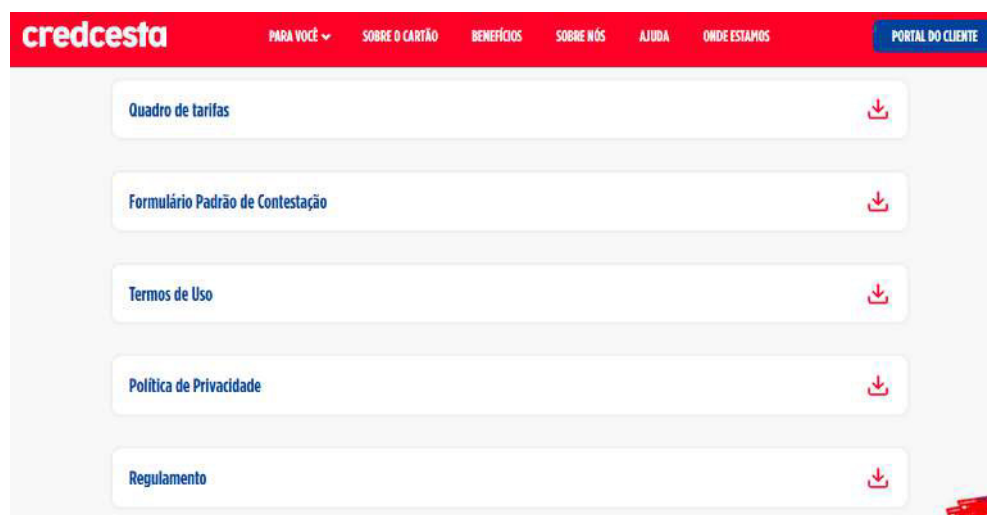 credcesta
PARA VOCÊ SOBRE O CARTÃO BENEFÍCIOS SOBRE NÓS AJUDA ONDE ESTAMOS PORTAL DO CLIENTE
Quadro de tarifas
Formulário Padrão de Contestação
Termos de Uso
Política de Privacidade
Regulamento